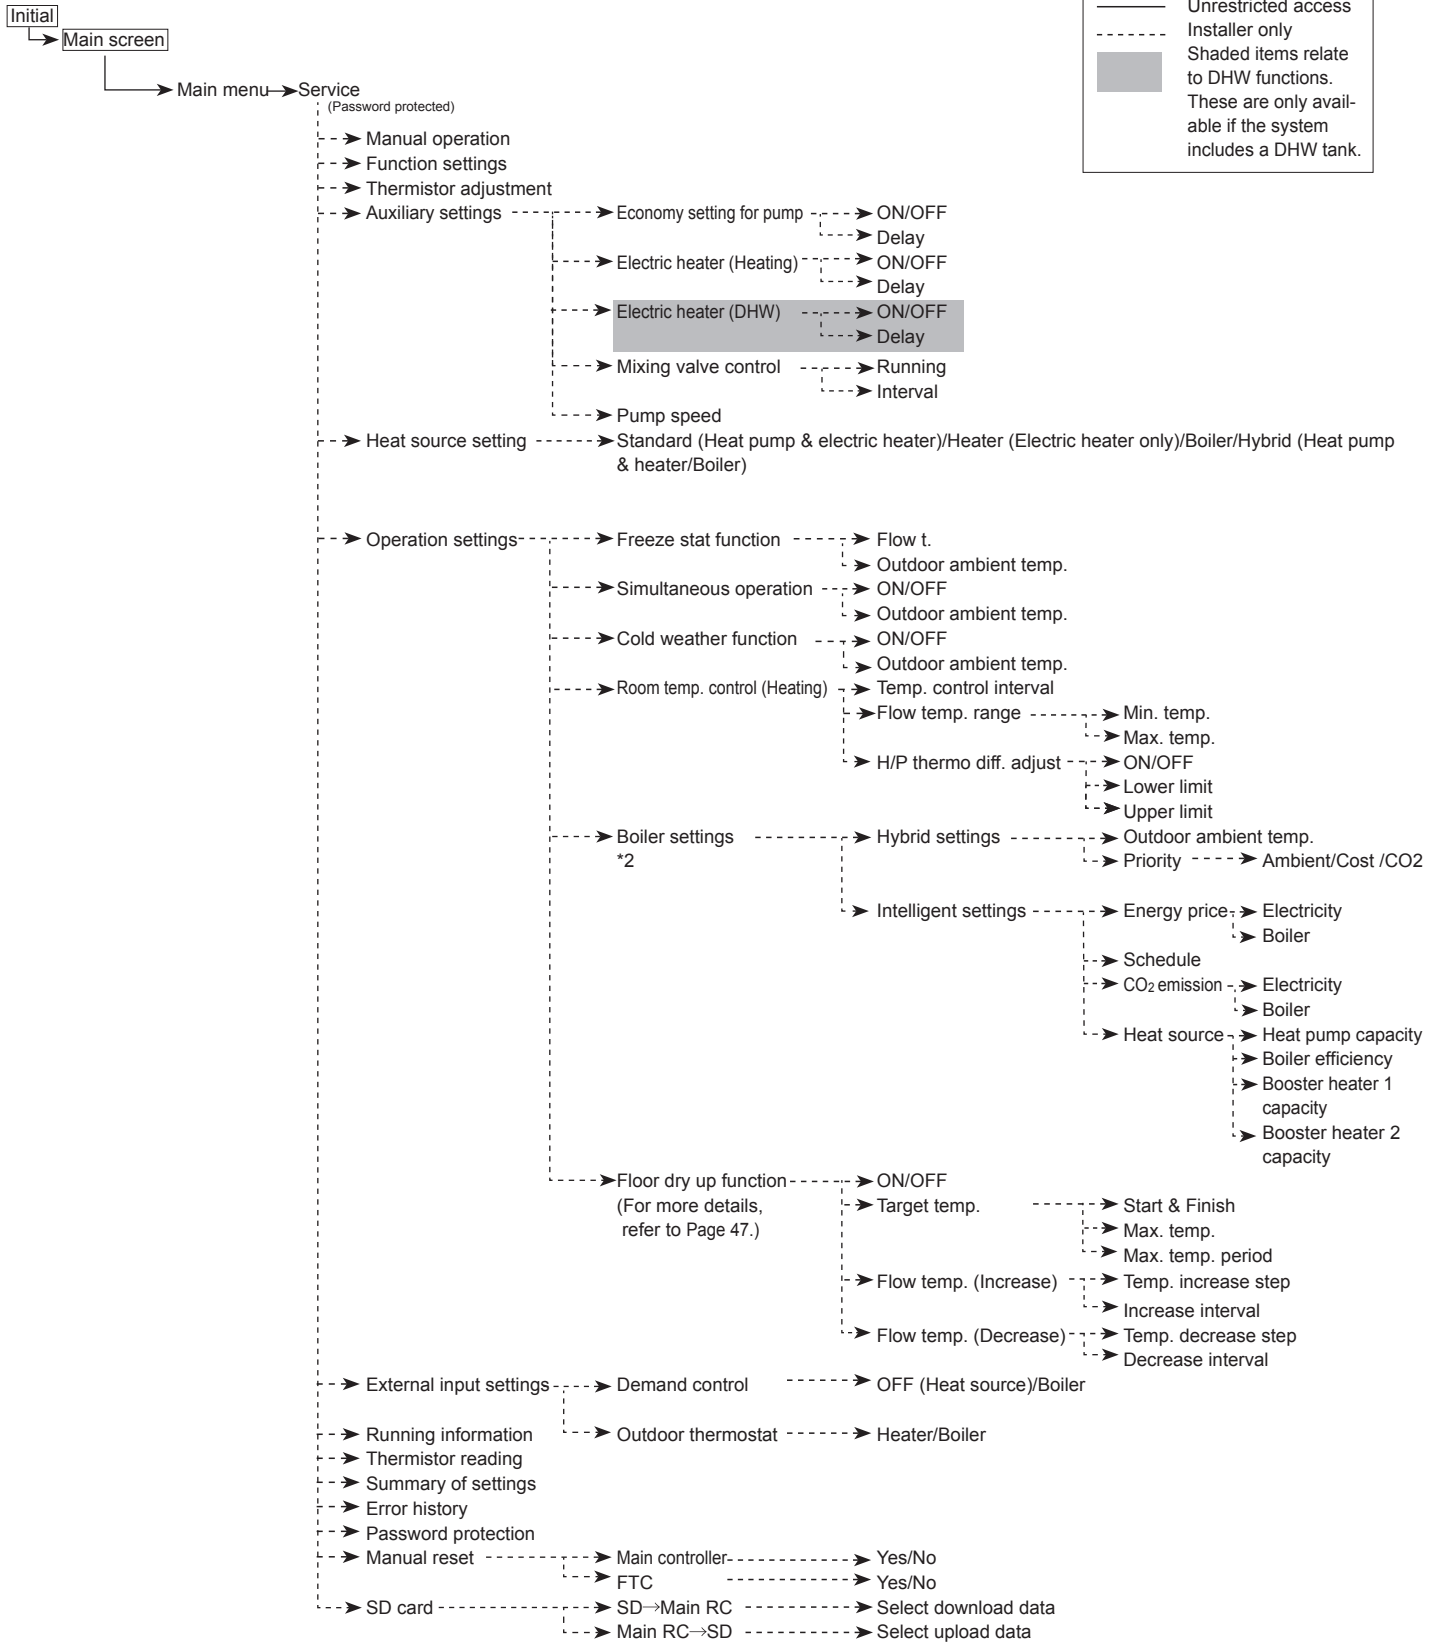 Initial
Main screen
Main menu
Service
(Password protected)
Unrestricted access
Installer only
Shaded items relate
to DHW functions.
These are only avail-
able if the system
includes a DHW tank.
Manual operation
Function settings
Thermistor adjustment
Auxiliary settings
Economy setting for pump
ON/OFF
Delay
Electric heater (Heating)
ON/OFF
Delay
Electric heater (DHW)
ON/OFF
Delay
Mixing valve control
Running
Interval
Pump speed
Heat source setting
Standard (Heat pump & electric heater)/Heater (Electric heater only)/Boiler/Hybrid (Heat pump
& heater/Boiler)
Operation settings
Freeze stat function
Flow t.
Outdoor ambient temp.
Simultaneous operation
ON/OFF
Outdoor ambient temp.
Cold weather function
ON/OFF
Outdoor ambient temp.
Room temp. control (Heating)
Temp. control interval
Flow temp. range
Min. temp.
Max. temp.
H/P thermo diff. adjust
ON/OFF
Lower limit
Upper limit
Boiler settings
*2
Hybrid settings
Outdoor ambient temp.
Priority
Ambient/Cost /CO2
Intelligent settings
Energy price
Electricity
Boiler
Schedule
CO2 emission
Electricity
Boiler
Heat source
Heat pump capacity
Boiler efficiency
Booster heater 1
capacity
Booster heater 2
capacity
Floor dry up function
(For more details,
refer to Page 47.)
ON/OFF
Target temp.
Start & Finish
Max. temp.
Max. temp. period
Flow temp. (Increase)
Temp. increase step
Increase interval
Flow temp. (Decrease)
Temp. decrease step
Decrease interval
External input settings
Demand control
OFF (Heat source)/Boiler
Outdoor thermostat
Heater/Boiler
Running information
Thermistor reading
Summary of settings
Error history
Password protection
Manual reset
Main controller
Yes/No
FTC
Yes/No
SD card
SD→Main RC
Select download data
Main RC→SD
Select upload data